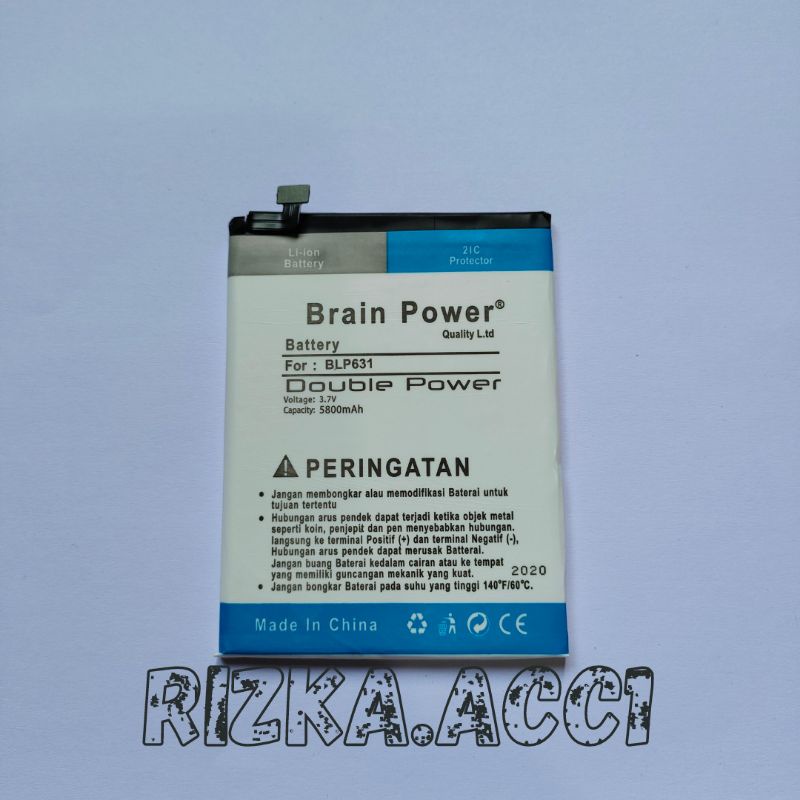 Li-ion
Battery
2IC
Protector
Brain Power®
Quality L.td
Battery
For : BLP631
Double Power
Voltage: 3.7V
Capacity: 5800mAh
PERINGATAN
• Jangan membongkar alau memodifikasi Baterai untuk
tujuan tertentu
• Hubungan arus pendek dapat terjadi ketika objek metal
seperti koin, penjepit dan pen menyebabkan hubungan.
langsung ke terminal Positif (+) dan terminal Negatif (-),
Hubungan arus pendek dapat merusak Baterai.
Jangan buang Baterai kedalam cairan atau ke tempat
yang memiliki guncangan mekanik yang kuat.
2020
• Jangan bongkar Baterai pada suhu yang tinggi 140°F/60°C.
Made In China
CE
RIZKA.ACC1